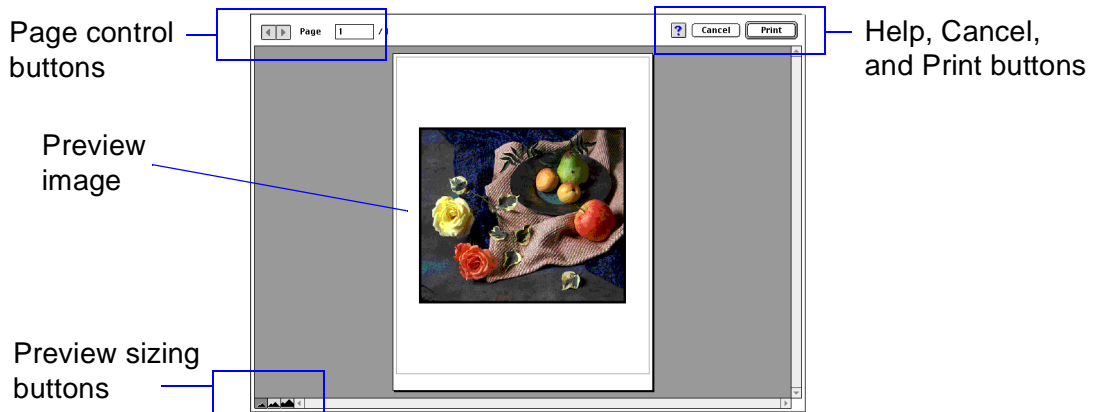 Page control
buttons
Page 1 /
? Cancel Print
Help, Cancel,
and Print buttons
Preview
image
Preview sizing
buttons